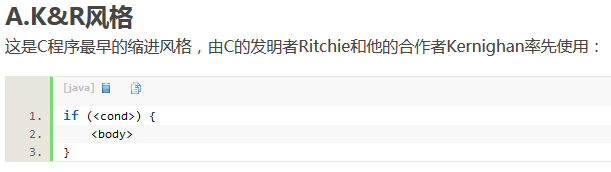 A.K&R风格
这是C程序最早的缩进风格，由C的发明者Ritchie和他的合作者Kernighan率先使用：
[java]
1. if (<cond>) {
2. <body>
3. }